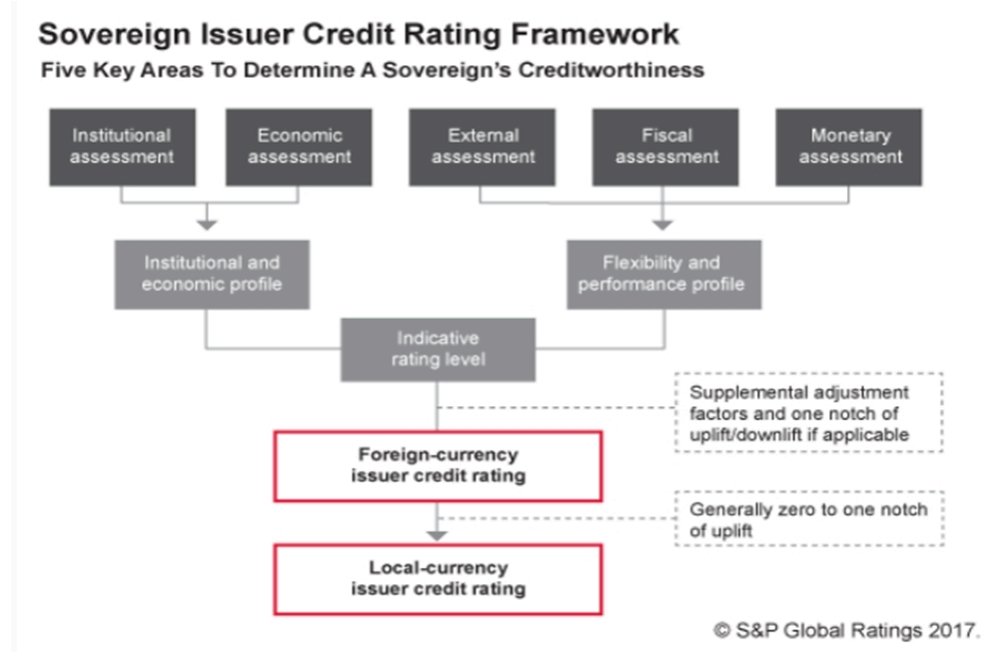 Sovereign Issuer Credit Rating Framework
Five Key Areas To Determine A Sovereign's Creditworthiness
Institutional
assessment
Economic
assessment
External
assessment
Fiscal
assessment
Monetary
assessment
Institutional and
economic profile
Flexibility and
performance profile
Indicative
rating level
Supplemental adjustment
factors and one notch of
uplift/downlift if applicable
Foreign-currency
issuer credit rating
Generally zero to one notch
of uplift
Local-currency
issuer credit rating
© S&P Global Ratings 2017.